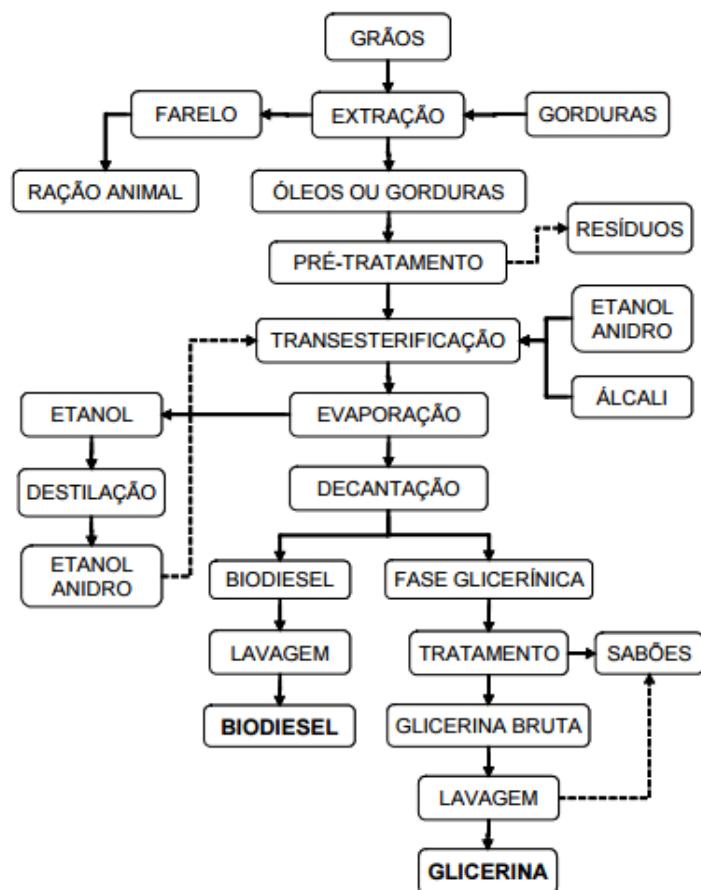 GRÃOS
FARELO
EXTRAÇÃO
GORDURAS
RAÇÃO ANIMAL
ÓLEOS OU GORDURAS
RESÍDUOS
PRÉ-TRATAMENTO
ETANOL
ANIDRO
TRANSESTERIFICAÇÃO
ÁLCALI
ETANOL
EVAPORAÇÃO
DESTILAÇÃO
DECANTAÇÃO
ETANOL
ANIDRO
BIODIESEL
FASE GLICERÍNICA
LAVAGEM
TRATAMENTO
SABÕES
BIODIESEL
GLICERINA BRUTA
LAVAGEM
GLICERINA